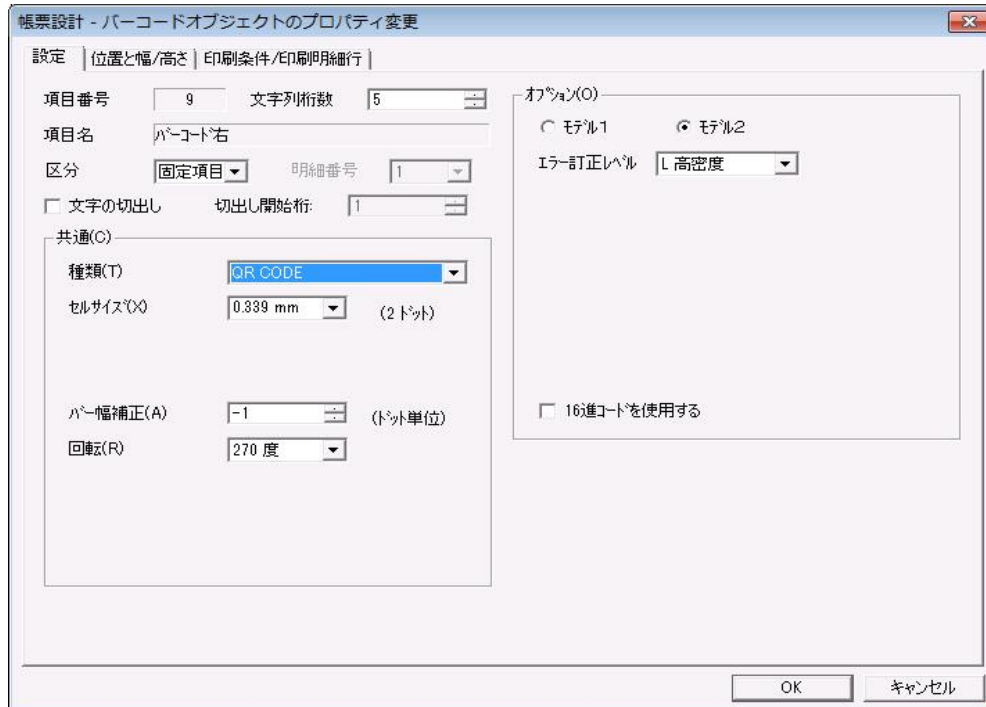 帳票設計 - バーコードオブジェクトのプロパティ変更
設定 位置と幅/高さ 印刷条件/印刷明細行
項目番号 9 文字列桁数 5
項目名 ﾊﾞｰｺｰﾄﾞ右
区分 固定項目 明細番号 1
文字の切出し 切出し開始桁: 1
共通(C)
種類(T) QR CODE
ｾﾙｻｲｽﾞ(X) 0.339 mm (2 ﾄﾞｯﾄ)
ﾊﾞｰ幅補正(A) -1 (ﾄﾞｯﾄ単位)
回転(R) 270 度
ｵﾌﾟｼｮﾝ(O)
ﾓﾃﾞﾙ1 ﾓﾃﾞﾙ2
ｴﾗｰ訂正ﾚﾍﾞﾙ L 高密度
16進ｺｰﾄﾞを使用する
OK キャンセル